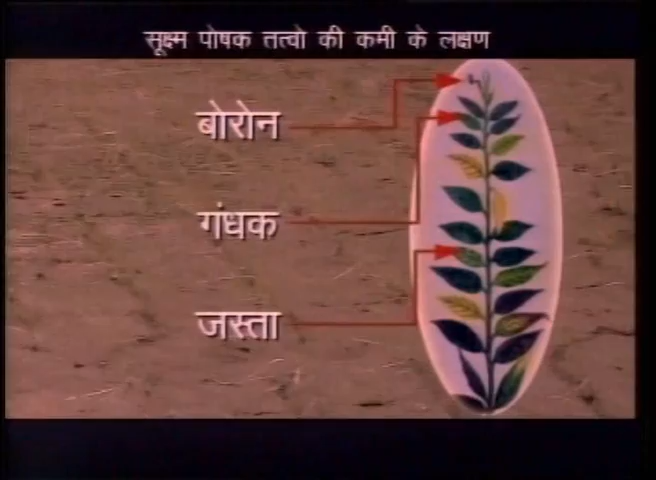 सूक्ष्म पोषक तत्वो की कमी के लक्षण
बोरोन
गंधक
जस्ता